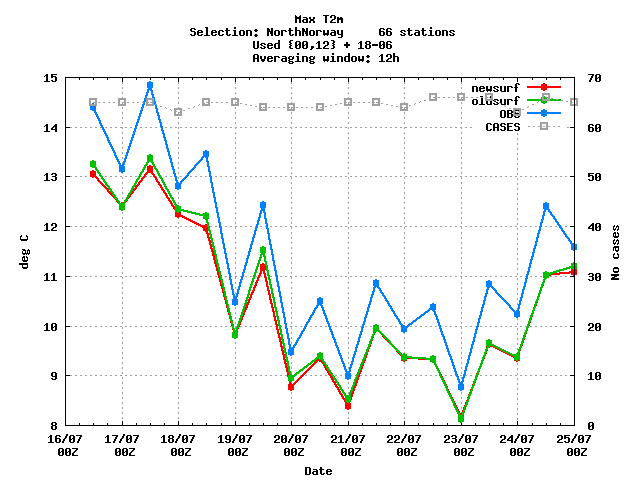 Max T2m
Selection: NorthNorway     66 stations
Used {00,12} + 18-06
Averaging window: 12h
15
14
13
12
11
10
9
8
deg C
70
60
50
40
30
20
10
0
No cases
newsurf
oldsurf
OBS
CASES
16/07 17/07 18/07 19/07 20/07 21/07 22/07 23/07 24/07 25/07
00Z 00Z 00Z 00Z 00Z 00Z 00Z 00Z 00Z 00Z
Date